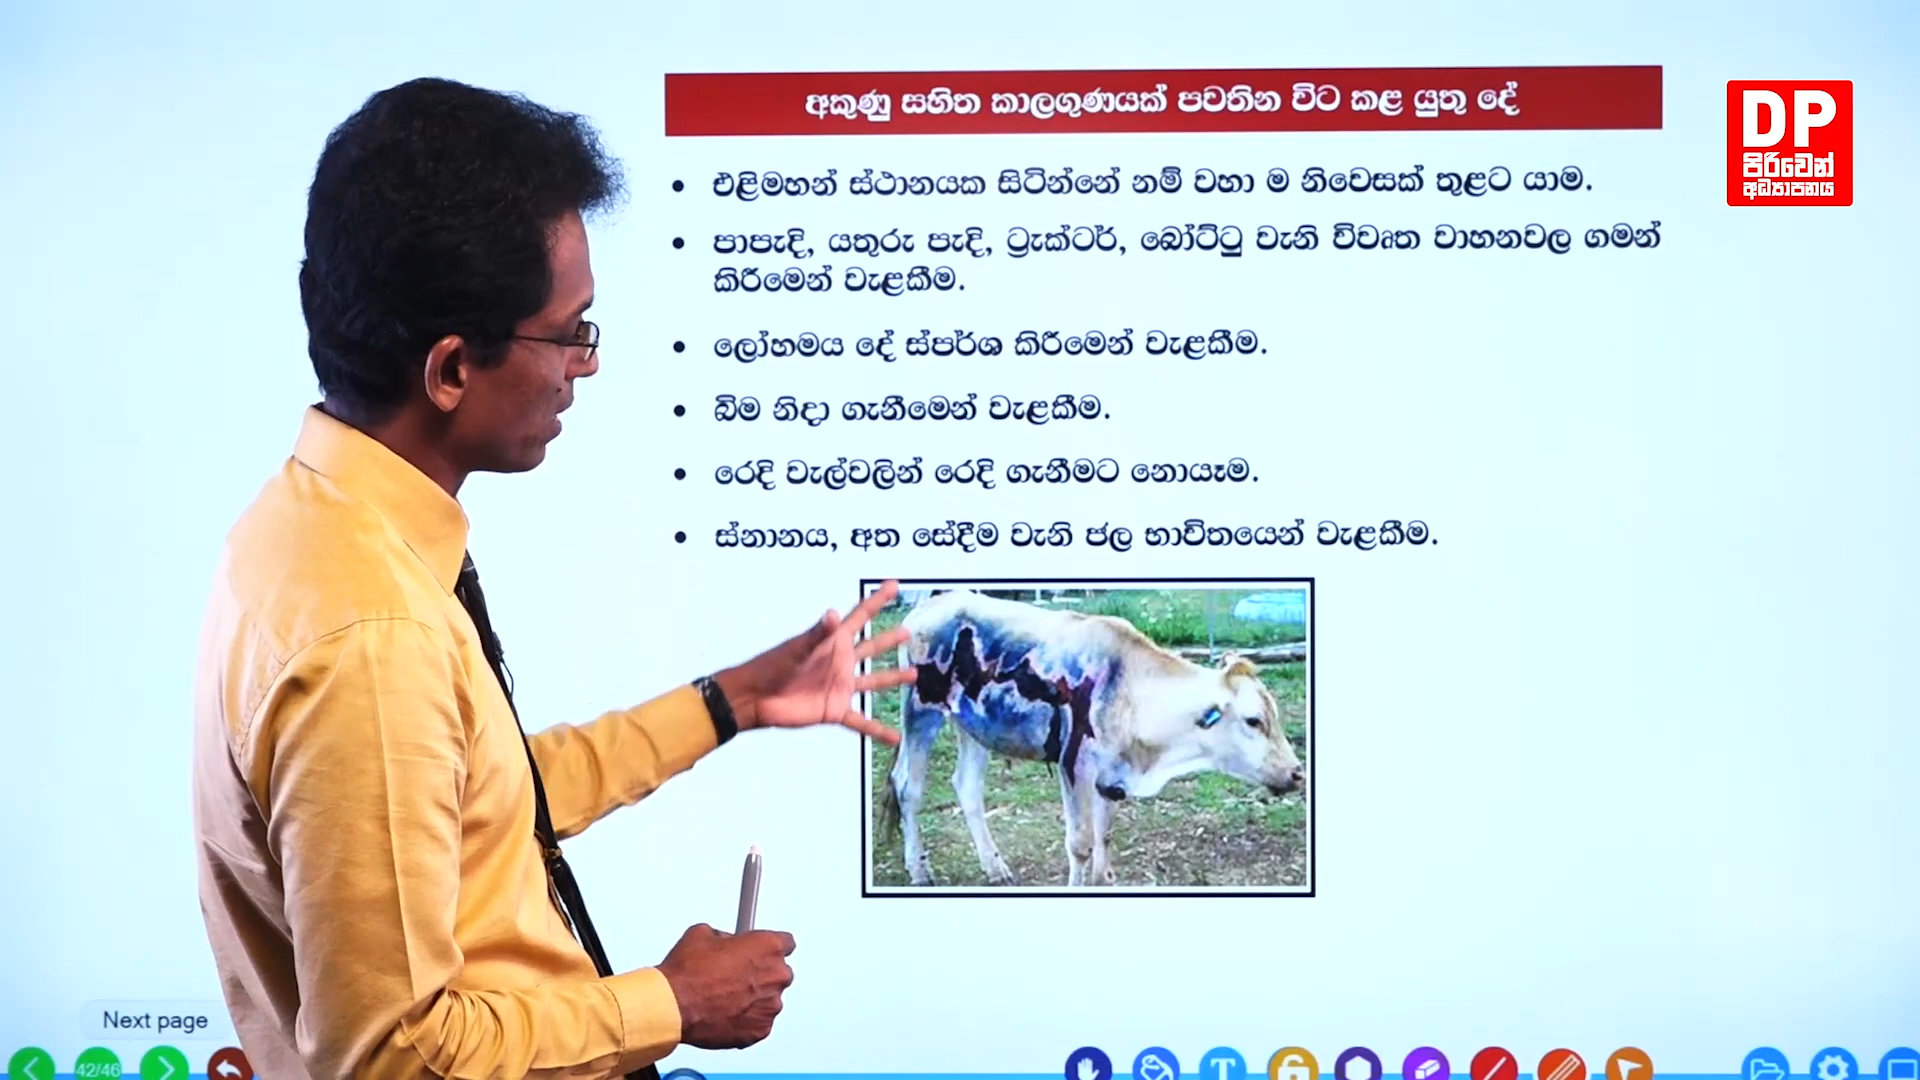 අකුණු සහිත කාලගුණයක් පවතින විට කළ යුතු දේ
• එළිමහන් ස්ථානයක සිටින්නේ නම් වහා ම නිවෙසක් තුළට යාම.
• පාපැදි, යතුරු පැදි, ට්‍රැක්ටර්, බෝට්ටු වැනි විවෘත වාහනවල ගමන්
කිරීමෙන් වැළකීම.
• ලෝහමය දේ ස්පර්ශ කිරීමෙන් වැළකීම.
• බිම නිදා ගැනීමෙන් වැළකීම.
• රෙදි වැල්වලින් රෙදි ගැනීමට නොයෑම.
• ස්නානය, අත සේදීම වැනි ජල භාවිතයෙන් වැළකීම.
DP
පිරිවෙන්
අධ්‍යාපනය
Next page
42/46
T